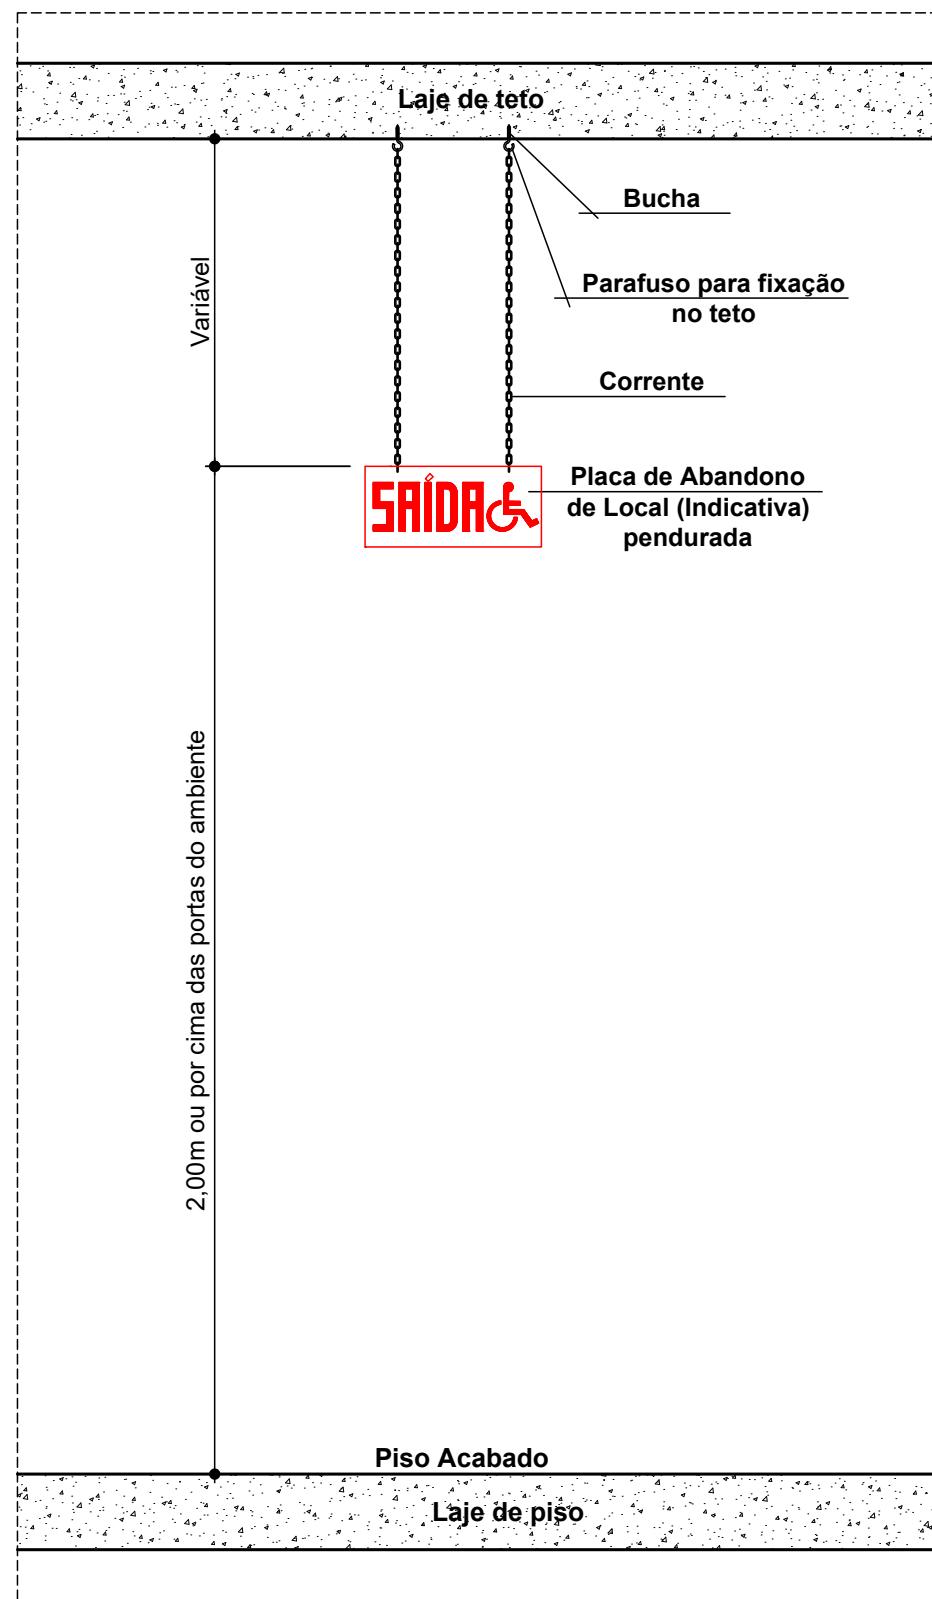 Laje de teto
Bucha
Variável
Parafuso para fixação
no teto
Corrente
SAÍDA
Placa de Abandono
de Local (Indicativa)
pendurada
2,00m ou por cima das portas do ambiente
Piso Acabado
Laje de piso